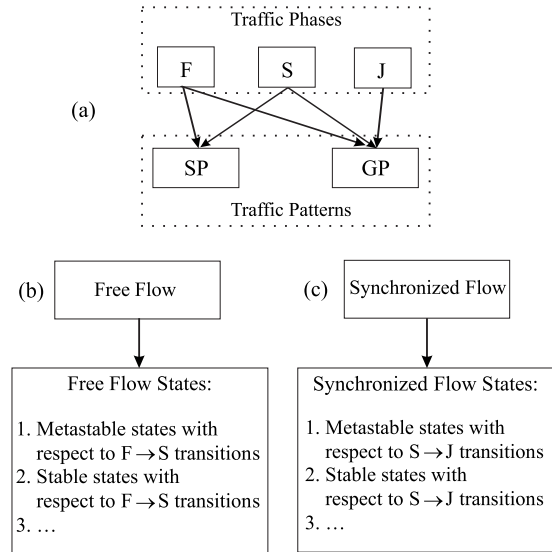 Traffic Phases
F S J
(a)
SP GP
Traffic Patterns
(b) Free Flow
Free Flow States:
1. Metastable states with
respect to F→S transitions
2. Stable states with
respect to F→S transitions
3. …
(c) Synchronized Flow
Synchronized Flow States:
1. Metastable states with
respect to S→J transitions
2. Stable states with
respect to S→J transitions
3. …